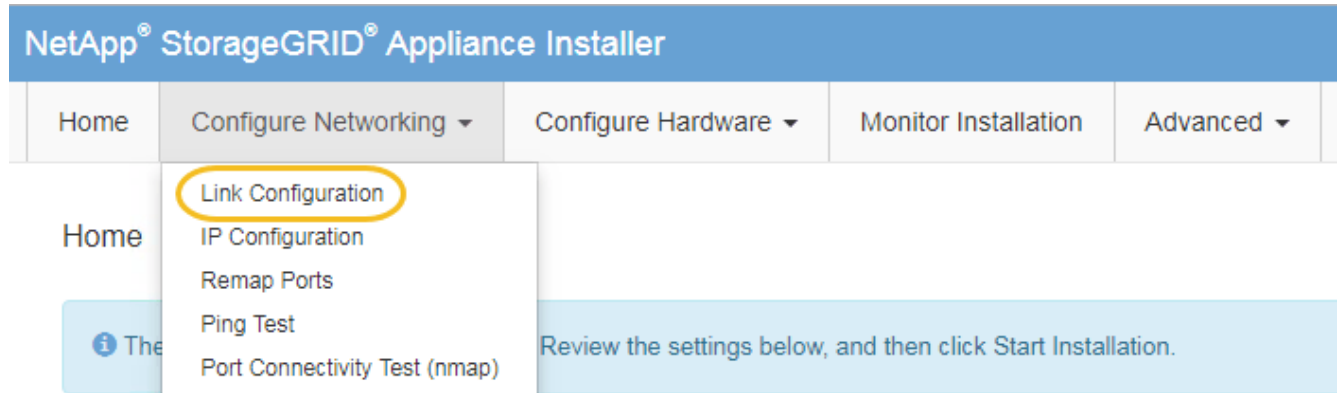 NetApp® StorageGRID® Appliance Installer
Home Configure Networking Configure Hardware Monitor Installation Advanced
Link Configuration
Home
IP Configuration
Remap Ports
Ping Test
The Review the settings below, and then click Start Installation.
Port Connectivity Test (nmap)